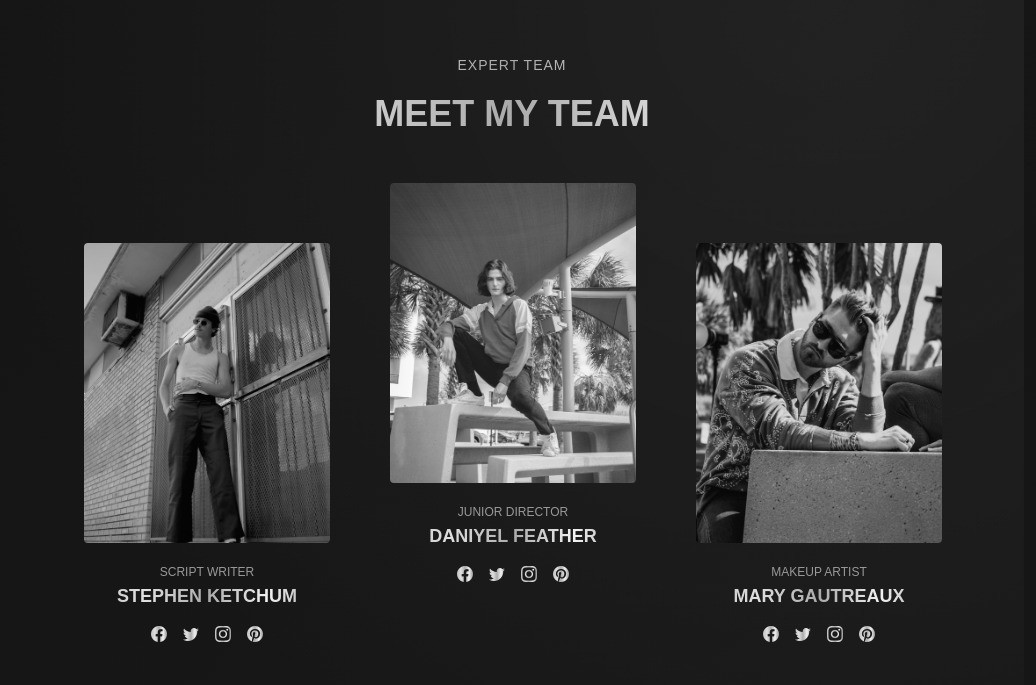 EXPERT TEAM
MEET MY TEAM
SCRIPT WRITER
STEPHEN KETCHUM
JUNIOR DIRECTOR
DANIYEL FEATHER
MAKEUP ARTIST
MARY GAUTREAUX